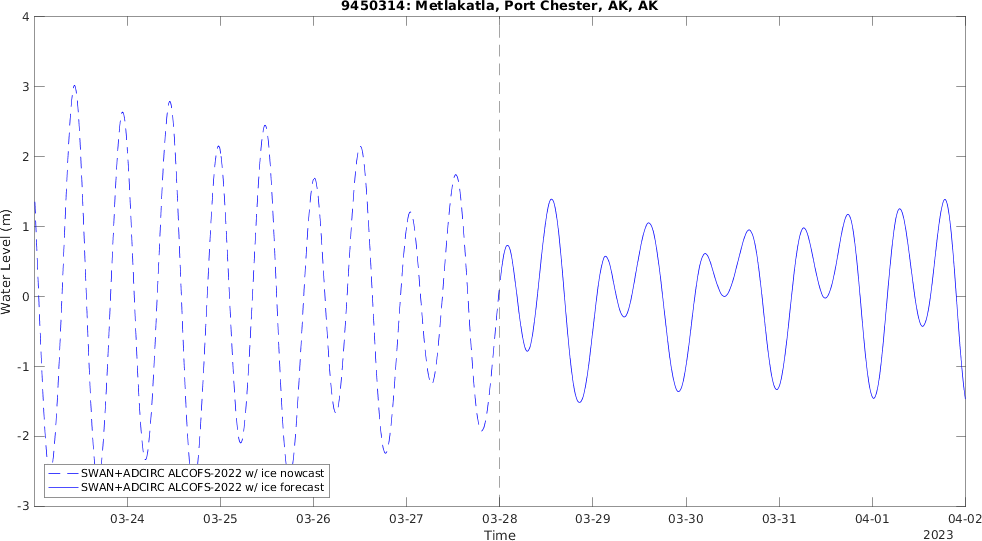 9450314: Metlakatla, Port Chester, AK, AK
4
3
2
1
0
-1
-2
-3
Water Level (m)
SWAN+ADCIRC ALCOFS-2022 w/ ice nowcast
SWAN+ADCIRC ALCOFS-2022 w/ ice forecast
03-24 03-25 03-26 03-27 03-28 03-29 03-30 03-31 04-01 04-02
Time
2023